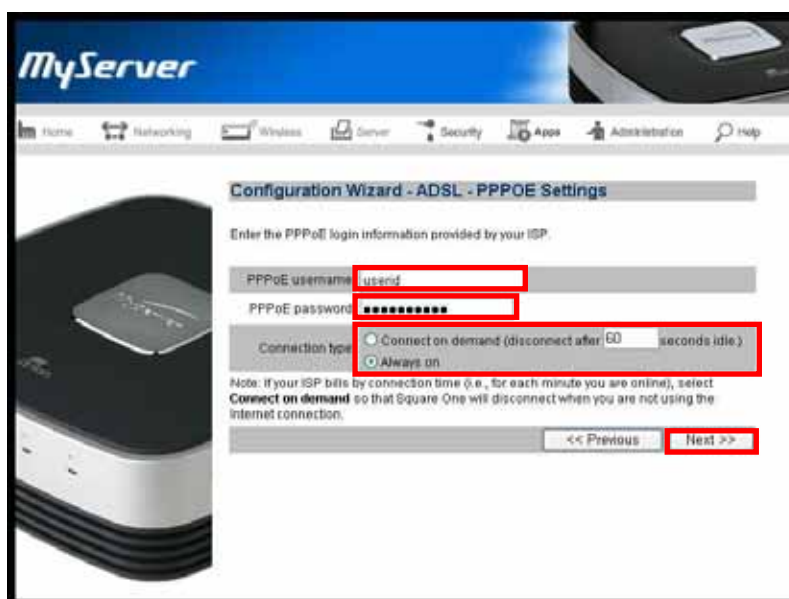 MyServer
Home Networking Wireless Server Security Apps Administration Help
Configuration Wizard - ADSL - PPPOE Settings
Enter the PPPoE login information provided by your ISP.
PPPoE username userid
PPPoE password ••••••••••
Connection type Connect on demand (disconnect after 60 seconds idle.)
Always on
Note: If your ISP bills by connection time (i.e., for each minute you are online), select
Connect on demand so that Square One will disconnect when you are not using the
Internet connection.
<< Previous Next >>